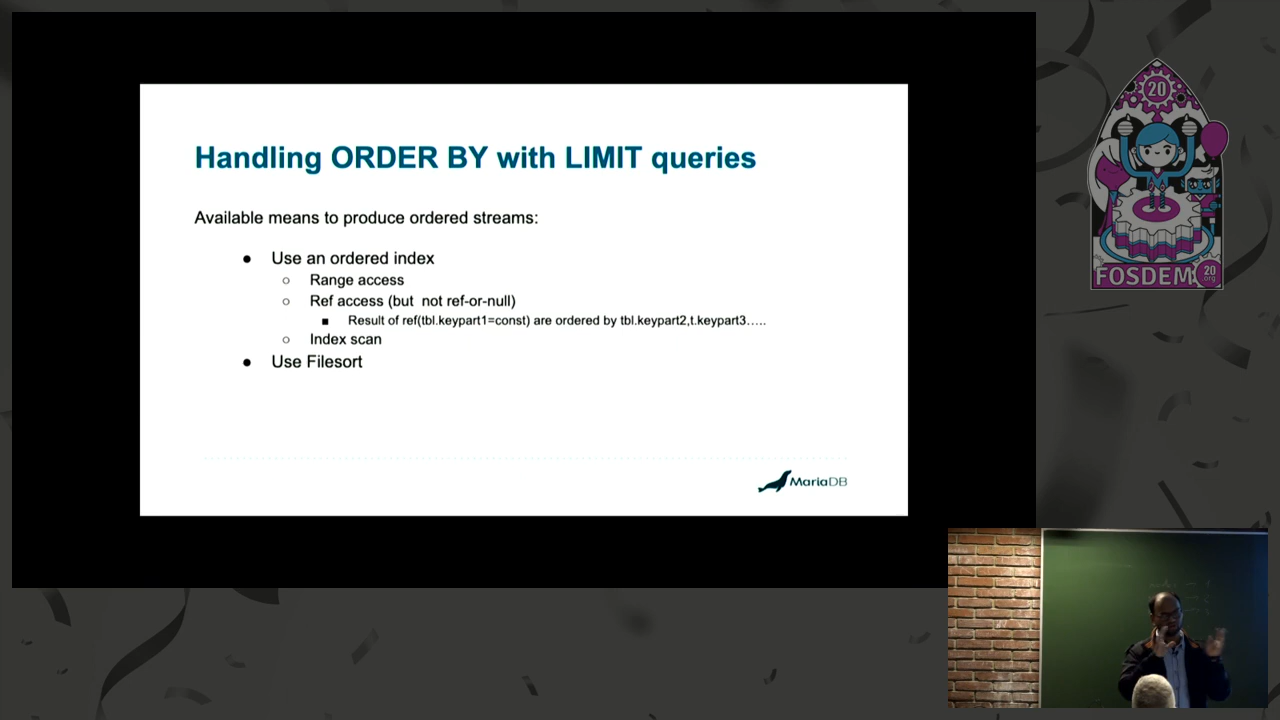 Handling ORDER BY with LIMIT queries
Available means to produce ordered streams:
● Use an ordered index
○ Range access
○ Ref access (but not ref-or-null)
■ Result of ref(tbl.keypart1=const) are ordered by tbl.keypart2,t.keypart3.....
○ Index scan
● Use Filesort
MariaDB
20
FOSDEM
20
.org